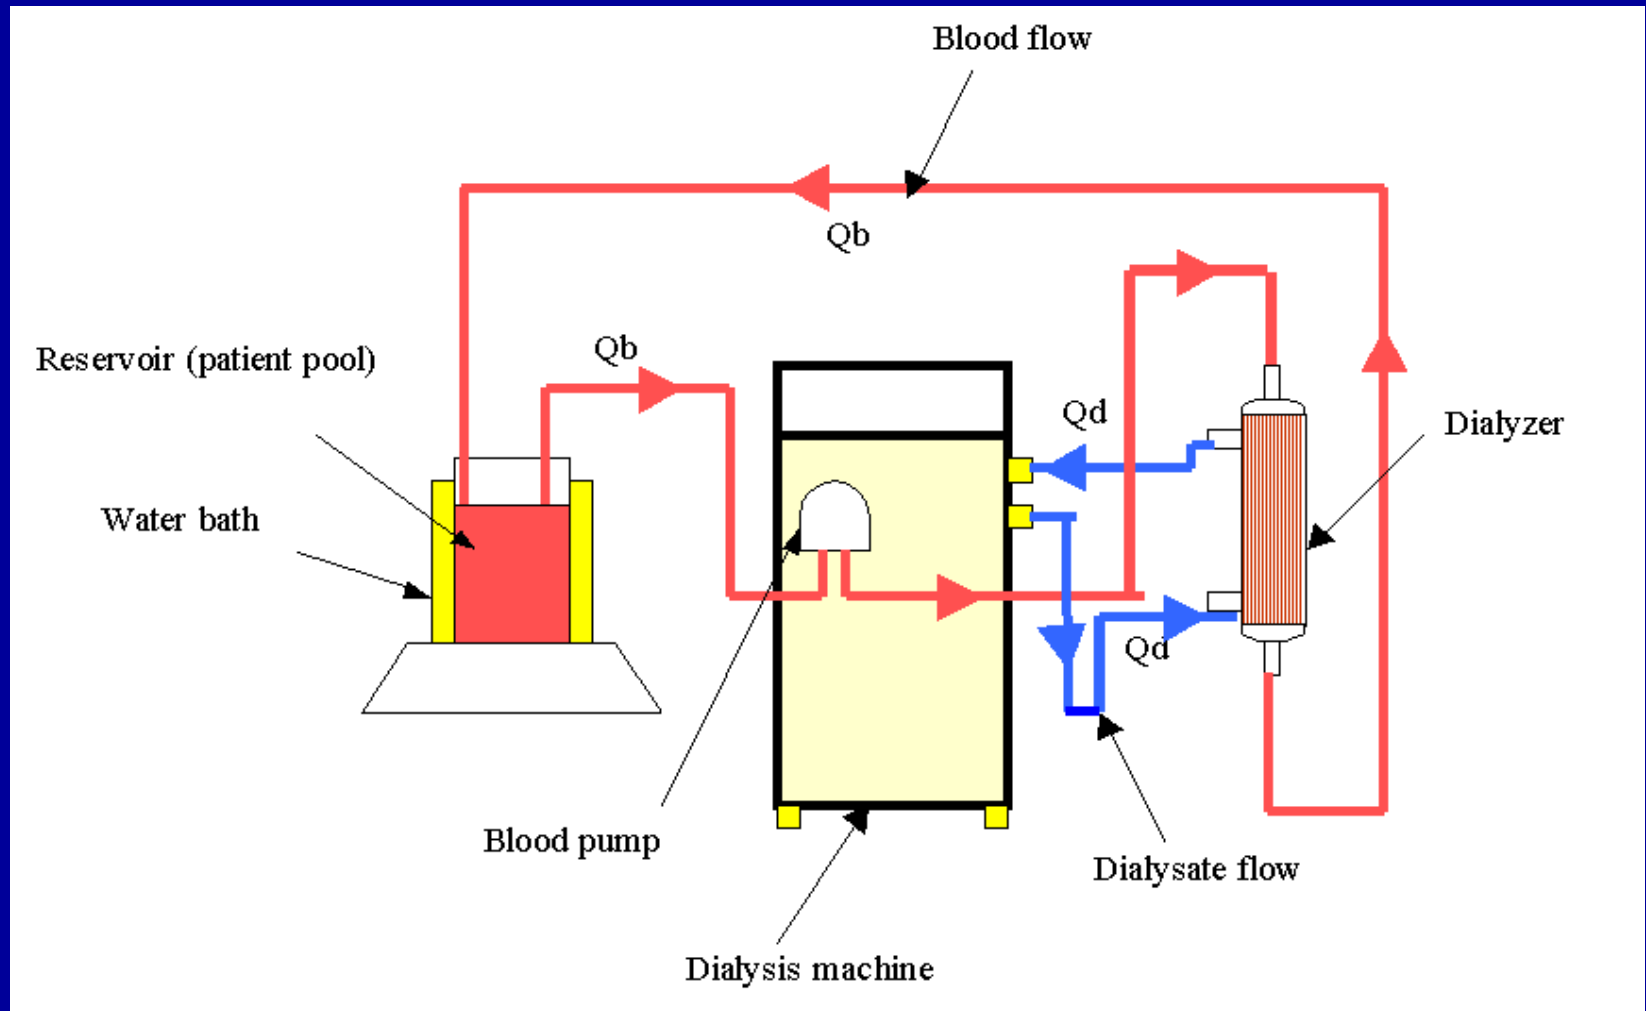 Blood flow
Qb
Qb
Reservoir (patient pool)
Qd
Dialyzer
Water bath
Qd
Blood pump
Dialysate flow
Dialysis machine